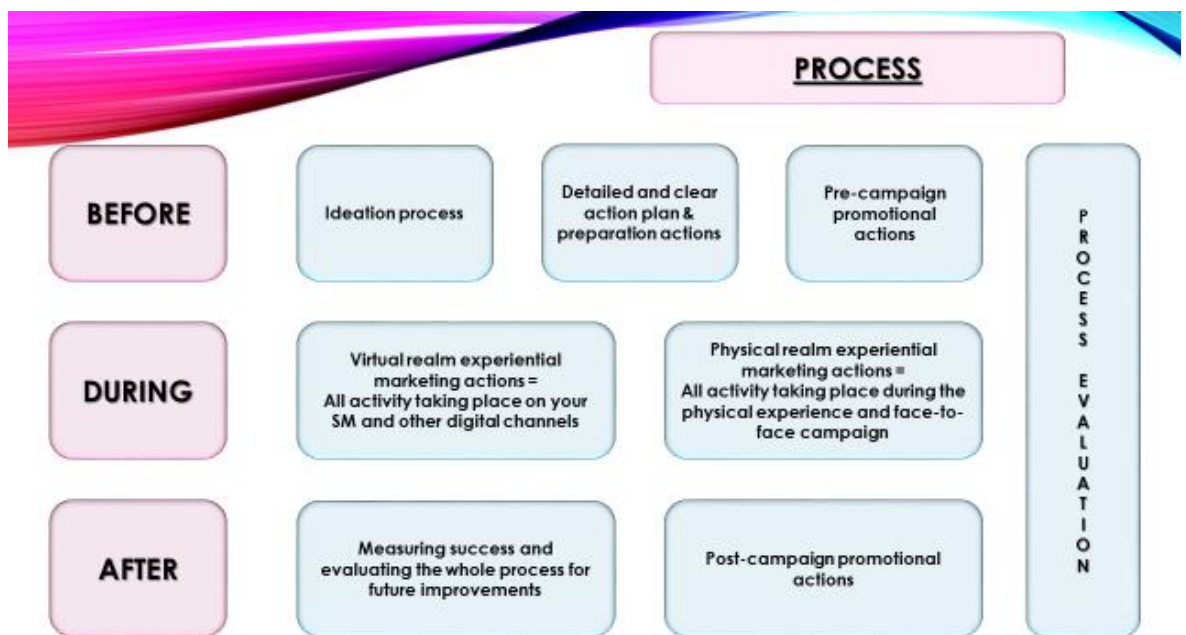 PROCESS
BEFORE
Ideation process
Detailed and clear
action plan &
preparation actions
Pre-campaign
promotional
actions
DURING
Virtual realm experiential
marketing actions =
All activity taking place on your
SM and other digital channels
Physical realm experiential
marketing actions =
All activity taking place during the
physical experience and face-to-
face campaign
AFTER
Measuring success and
evaluating the whole process for
future improvements
Post-campaign promotional
actions
PROCESS EVALUATION